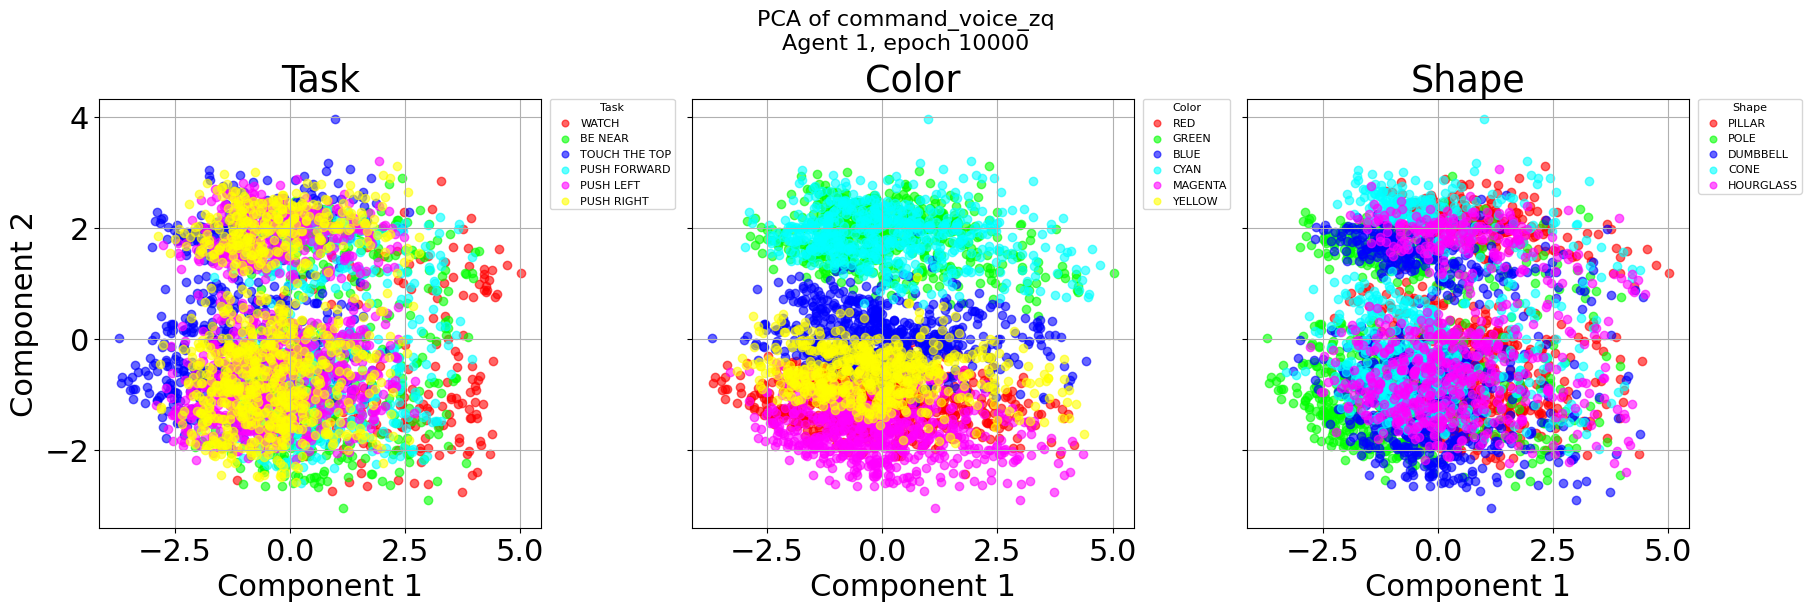 PCA of command_voice_zq
Agent 1, epoch 10000
Task
Color
Shape
Task
WATCH
BE NEAR
TOUCH THE TOP
PUSH FORWARD
PUSH LEFT
PUSH RIGHT
Color
RED
GREEN
BLUE
CYAN
MAGENTA
YELLOW
Shape
PILLAR
POLE
DUMBBELL
CONE
HOURGLASS
Component 2
4
2
0
−2
−2.5 0.0 2.5 5.0
−2.5 0.0 2.5 5.0
−2.5 0.0 2.5 5.0
Component 1
Component 1
Component 1